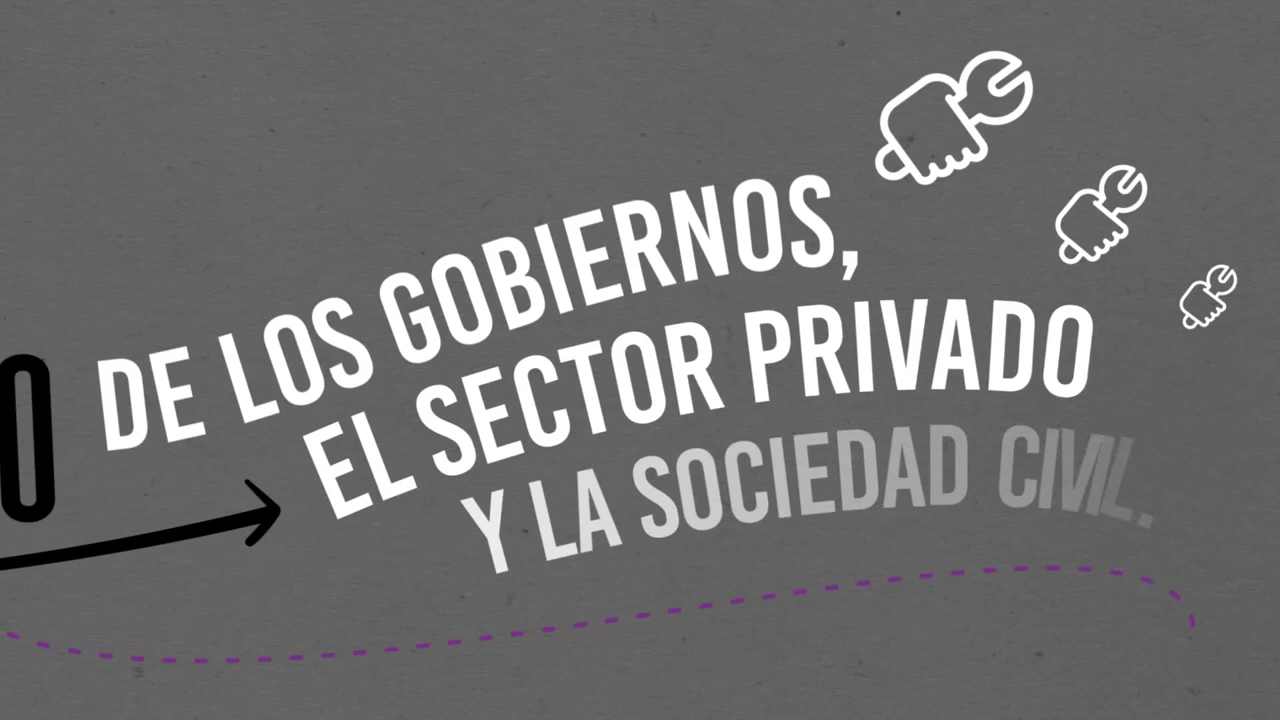 O
DE LOS GOBIERNOS,
EL SECTOR PRIVADO
Y LA SOCIEDAD CIVIL.